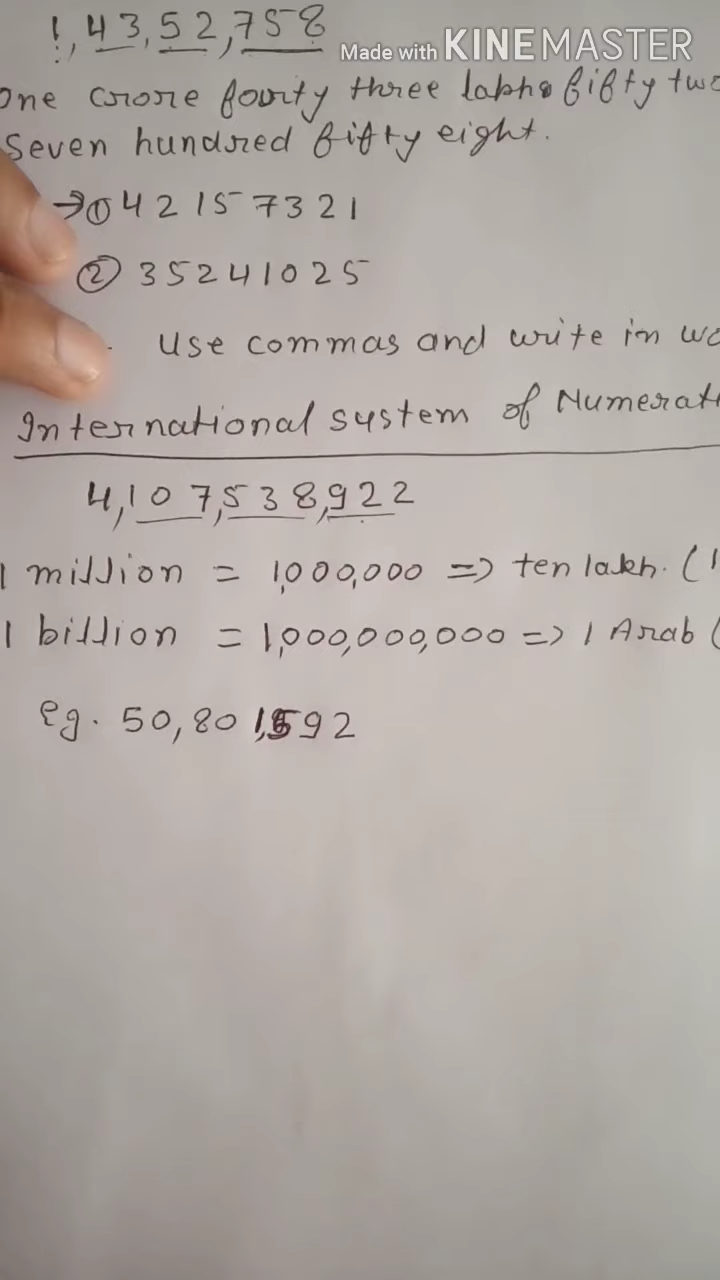 1,43,52,758
Made with KINEMASTER
One crore fourty three lakhs fifty two
Seven hundred fifty eight.
→① 42157321
② 35241025
Use commas and write in
International system of
4,107,538,922
1 million = 1,000,000 => ten lakh. (1
1 billion = 1,000,000,000 => 1 Arab (
eg. 50,801,592